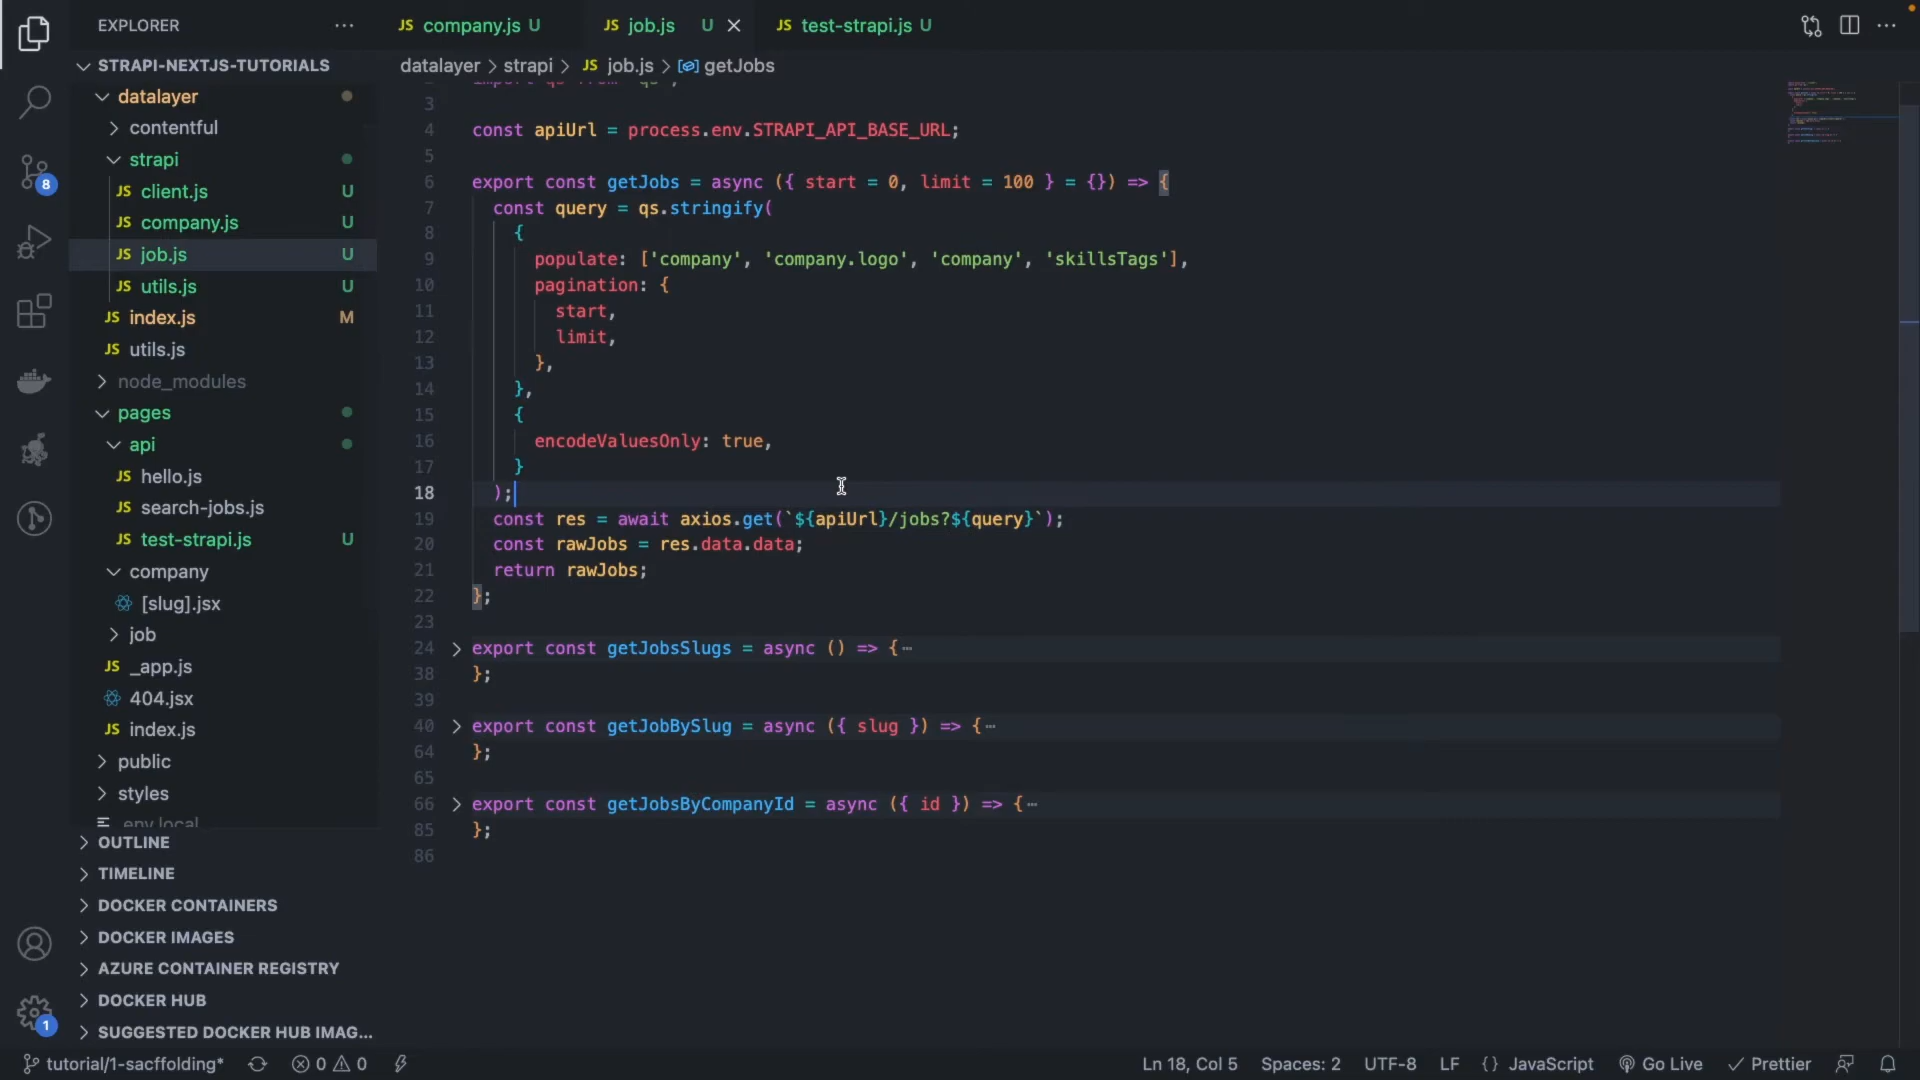 EXPLORER
JS company.js U
JS job.js U
JS test-strapi.js U
STRAPI-NEXTJS-TUTORIALS
datalayer
contentful
strapi
JS client.js U
JS company.js U
JS job.js U
JS utils.js U
JS index.js M
JS utils.js
node_modules
pages
api
JS hello.js
JS search-jobs.js
JS test-strapi.js U
company
[slug].jsx
job
JS _app.js
404.jsx
JS index.js
public
styles
OUTLINE
TIMELINE
DOCKER CONTAINERS
DOCKER IMAGES
AZURE CONTAINER REGISTRY
DOCKER HUB
SUGGESTED DOCKER HUB IMAG...
8
1
datalayer > strapi > JS job.js > getJobs
3
4 const apiUrl = process.env.STRAPI_API_BASE_URL;
5
6 export const getJobs = async ({ start = 0, limit = 100 } = {}) => {
7 const query = qs.stringify(
8 {
9 populate: ['company', 'company.logo', 'company', 'skillsTags'],
10 pagination: {
11 start,
12 limit,
13 },
14 },
15 {
16 encodeValuesOnly: true,
17 }
18 );
19 const res = await axios.get(`${apiUrl}/jobs?${query}`);
20 const rawJobs = res.data.data;
21 return rawJobs;
22 };
23
24 export const getJobsSlugs = async () => {⋯
38 };
39
40 export const getJobBySlug = async ({ slug }) => {⋯
64 };
65
66 export const getJobsByCompanyId = async ({ id }) => {⋯
85 };
86
tutorial/1-sacffolding* 0 0
Ln 18, Col 5 Spaces: 2 UTF-8 LF {} JavaScript Go Live Prettier